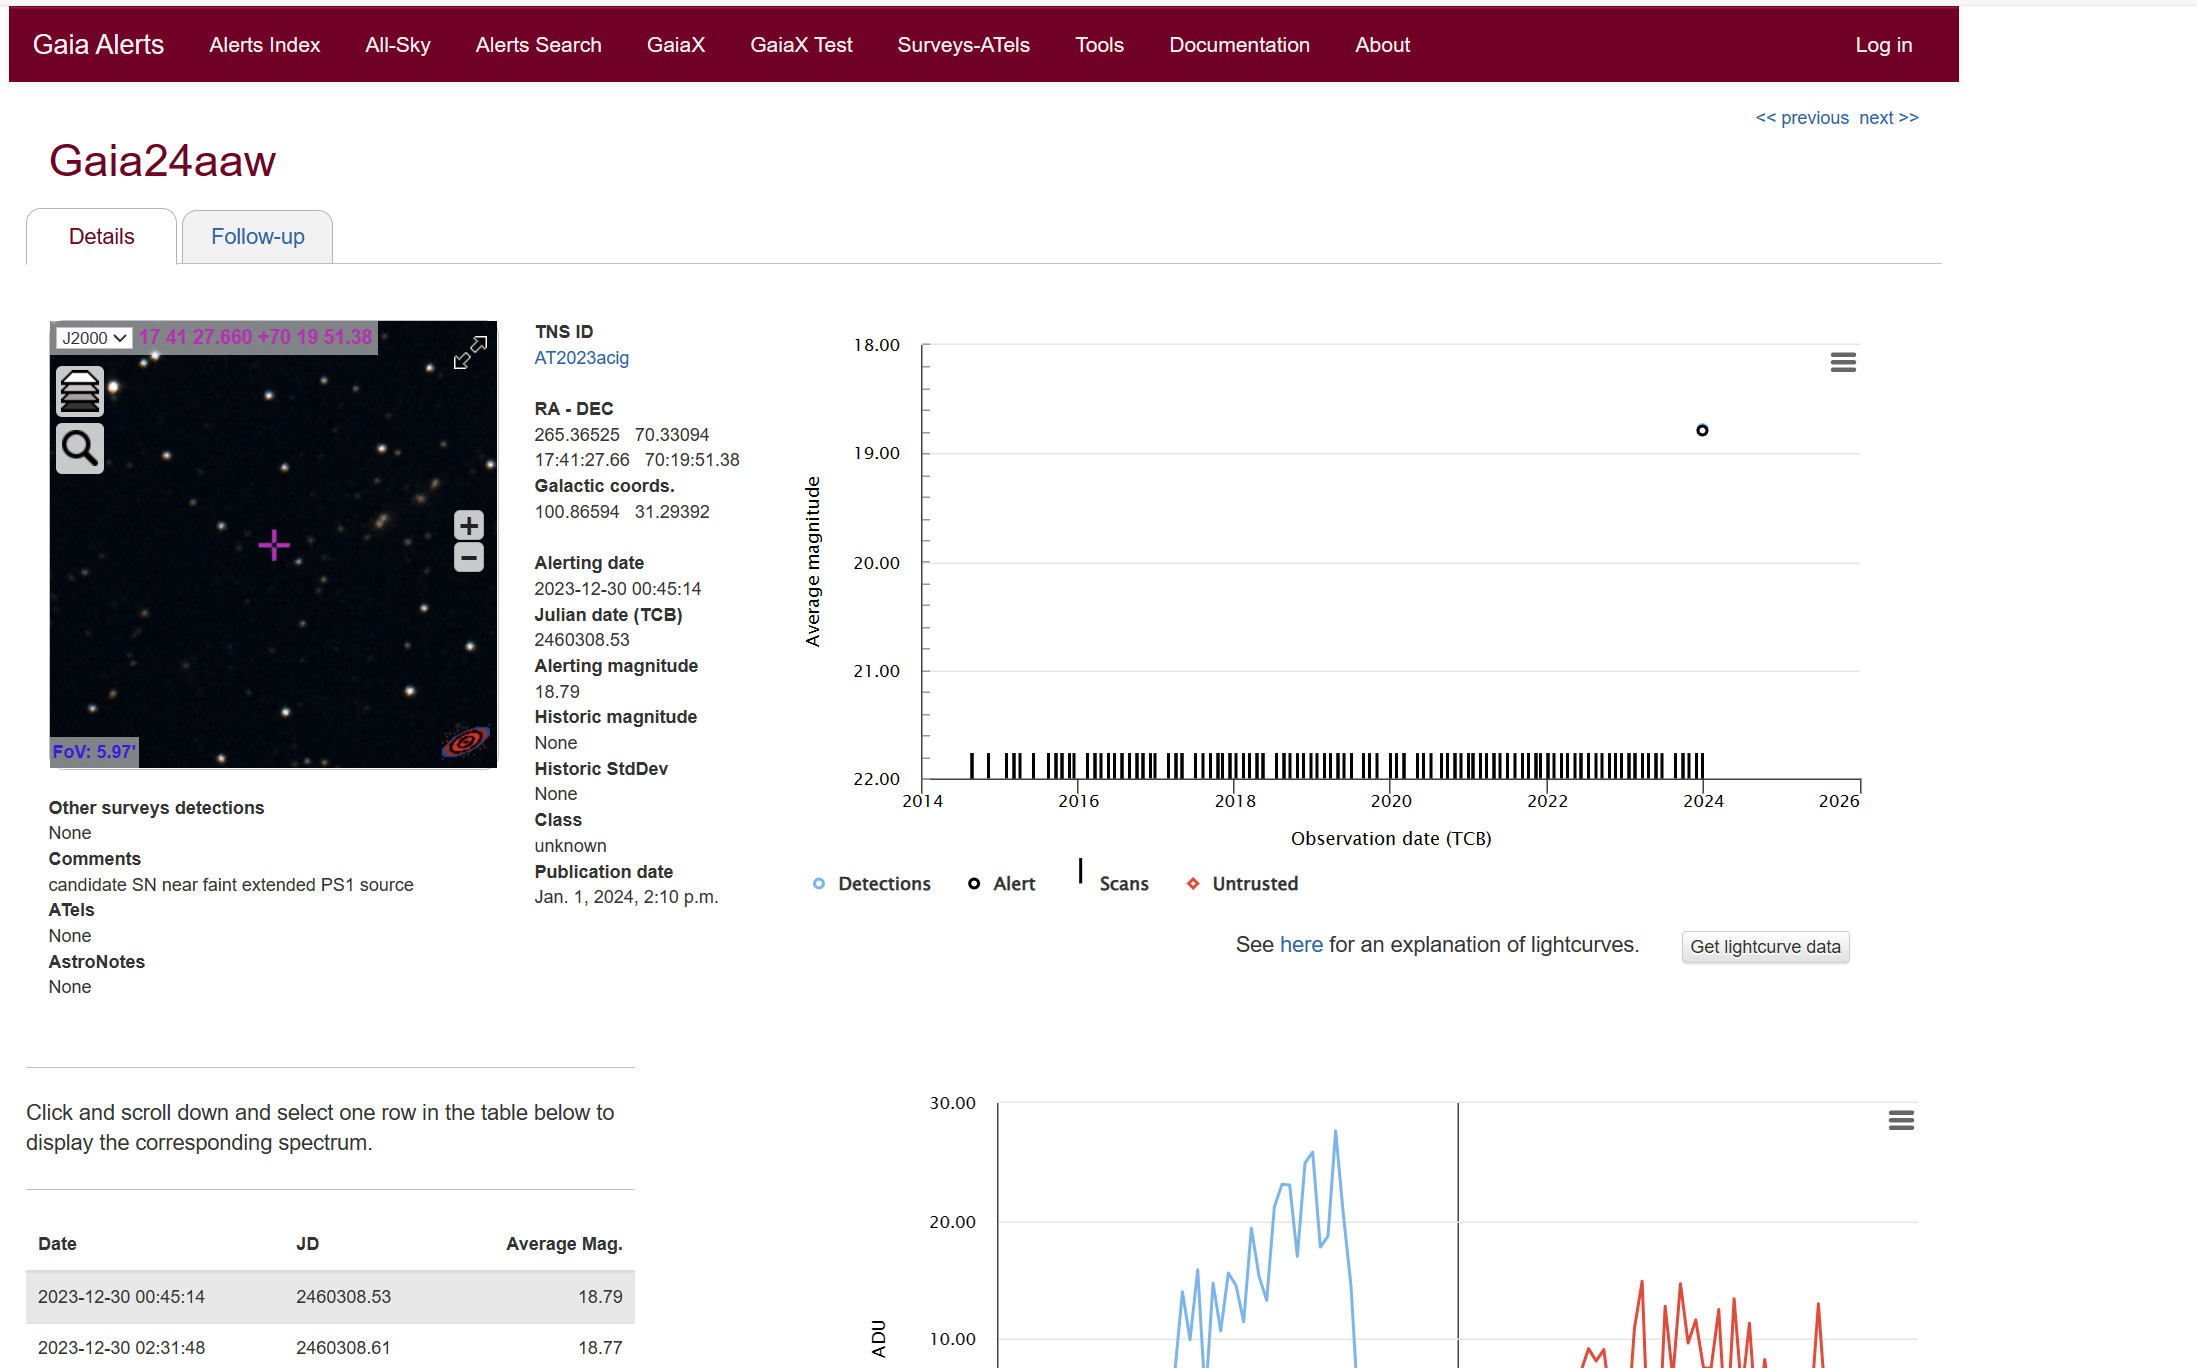 Gaia Alerts Alerts Index All-Sky Alerts Search GaiaX GaiaX Test Surveys-ATels Tools Documentation About Log in
<< previous next >>
Gaia24aaw
Details Follow-up
J2000 17 41 27.660 +70 19 51.38
FoV: 5.97'
Other surveys detections
None
Comments
candidate SN near faint extended PS1 source
ATels
None
AstroNotes
None
TNS ID
AT2023acig
RA - DEC
265.36525 70.33094
17:41:27.66 70:19:51.38
Galactic coords.
100.86594 31.29392
Alerting date
2023-12-30 00:45:14
Julian date (TCB)
2460308.53
Alerting magnitude
18.79
Historic magnitude
None
Historic StdDev
None
Class
unknown
Publication date
Jan. 1, 2024, 2:10 p.m.
Average magnitude
18.00
19.00
20.00
21.00
22.00
2014 2016 2018 2020 2022 2024 2026
Observation date (TCB)
Detections Alert Scans Untrusted
See here for an explanation of lightcurves. Get lightcurve data
Click and scroll down and select one row in the table below to
display the corresponding spectrum.
Date JD Average Mag.
2023-12-30 00:45:14 2460308.53 18.79
2023-12-30 02:31:48 2460308.61 18.77
30.00
20.00
10.00
ADU